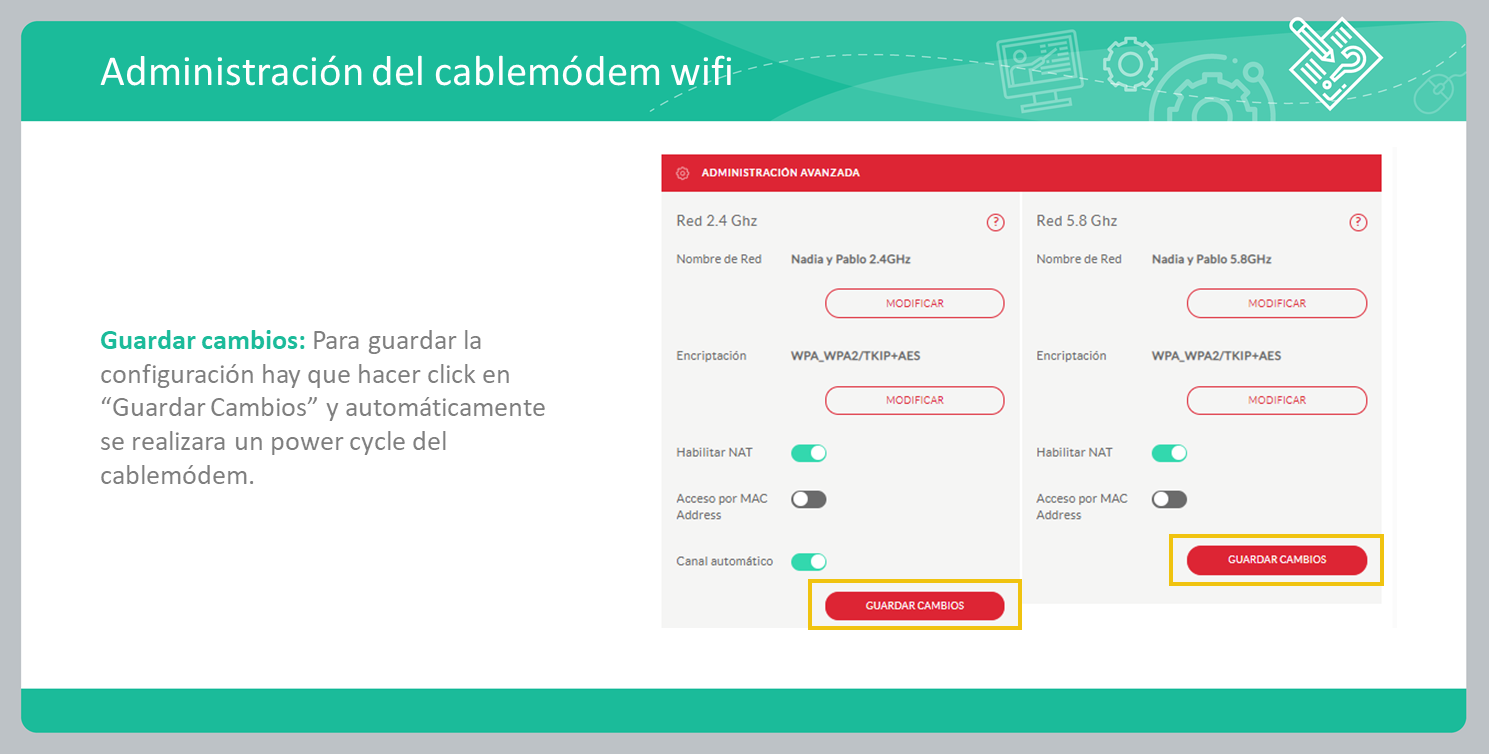 Administración del cablemódem wifi
Guardar cambios: Para guardar la
configuración hay que hacer click en
“Guardar Cambios” y automáticamente
se realizara un power cycle del
cablemódem.
ADMINISTRACIÓN AVANZADA
Red 2.4 Ghz
?
Nombre de Red Nadia y Pablo 2.4GHz
MODIFICAR
Encriptación WPA_WPA2/TKIP+AES
MODIFICAR
Habilitar NAT
Acceso por MAC
Address
Canal automático
GUARDAR CAMBIOS
Red 5.8 Ghz
?
Nombre de Red Nadia y Pablo 5.8GHz
MODIFICAR
Encriptación WPA_WPA2/TKIP+AES
MODIFICAR
Habilitar NAT
Acceso por MAC
Address
GUARDAR CAMBIOS